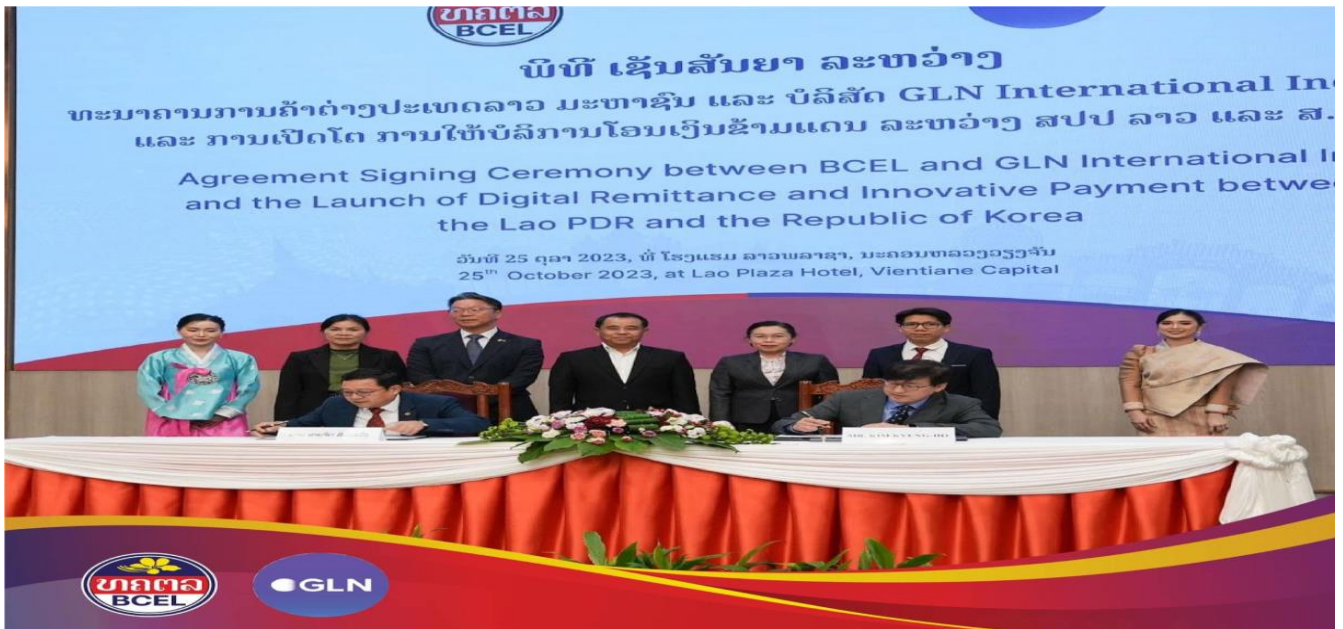 ທຄຕລ
BCEL
ພິທີ ເຊັນສັນຍາ ລະຫວ່າງ
ທະນາຄານການຄ້າຕ່າງປະເທດລາວ ມະຫາຊົນ ແລະ ບໍລິສັດ GLN International In
ແລະ ການເປີດໂຕ ການໃຫ້ບໍລິການໂອນເງິນຂ້າມແດນ ລະຫວ່າງ ສປປ ລາວ ແລະ ສ.
Agreement Signing Ceremony between BCEL and GLN International I
and the Launch of Digital Remittance and Innovative Payment betwe
the Lao PDR and the Republic of Korea
ວັນທີ 25 ຕຸລາ 2023, ທີ່ ໂຮງແຮມ ລາວພລາຊາ, ນະຄອນຫລວງວຽງຈັນ
25th October 2023, at Lao Plaza Hotel, Vientiane Capital
MR. KIM KYUNG-HO
ທຄຕລ
BCEL
GLN